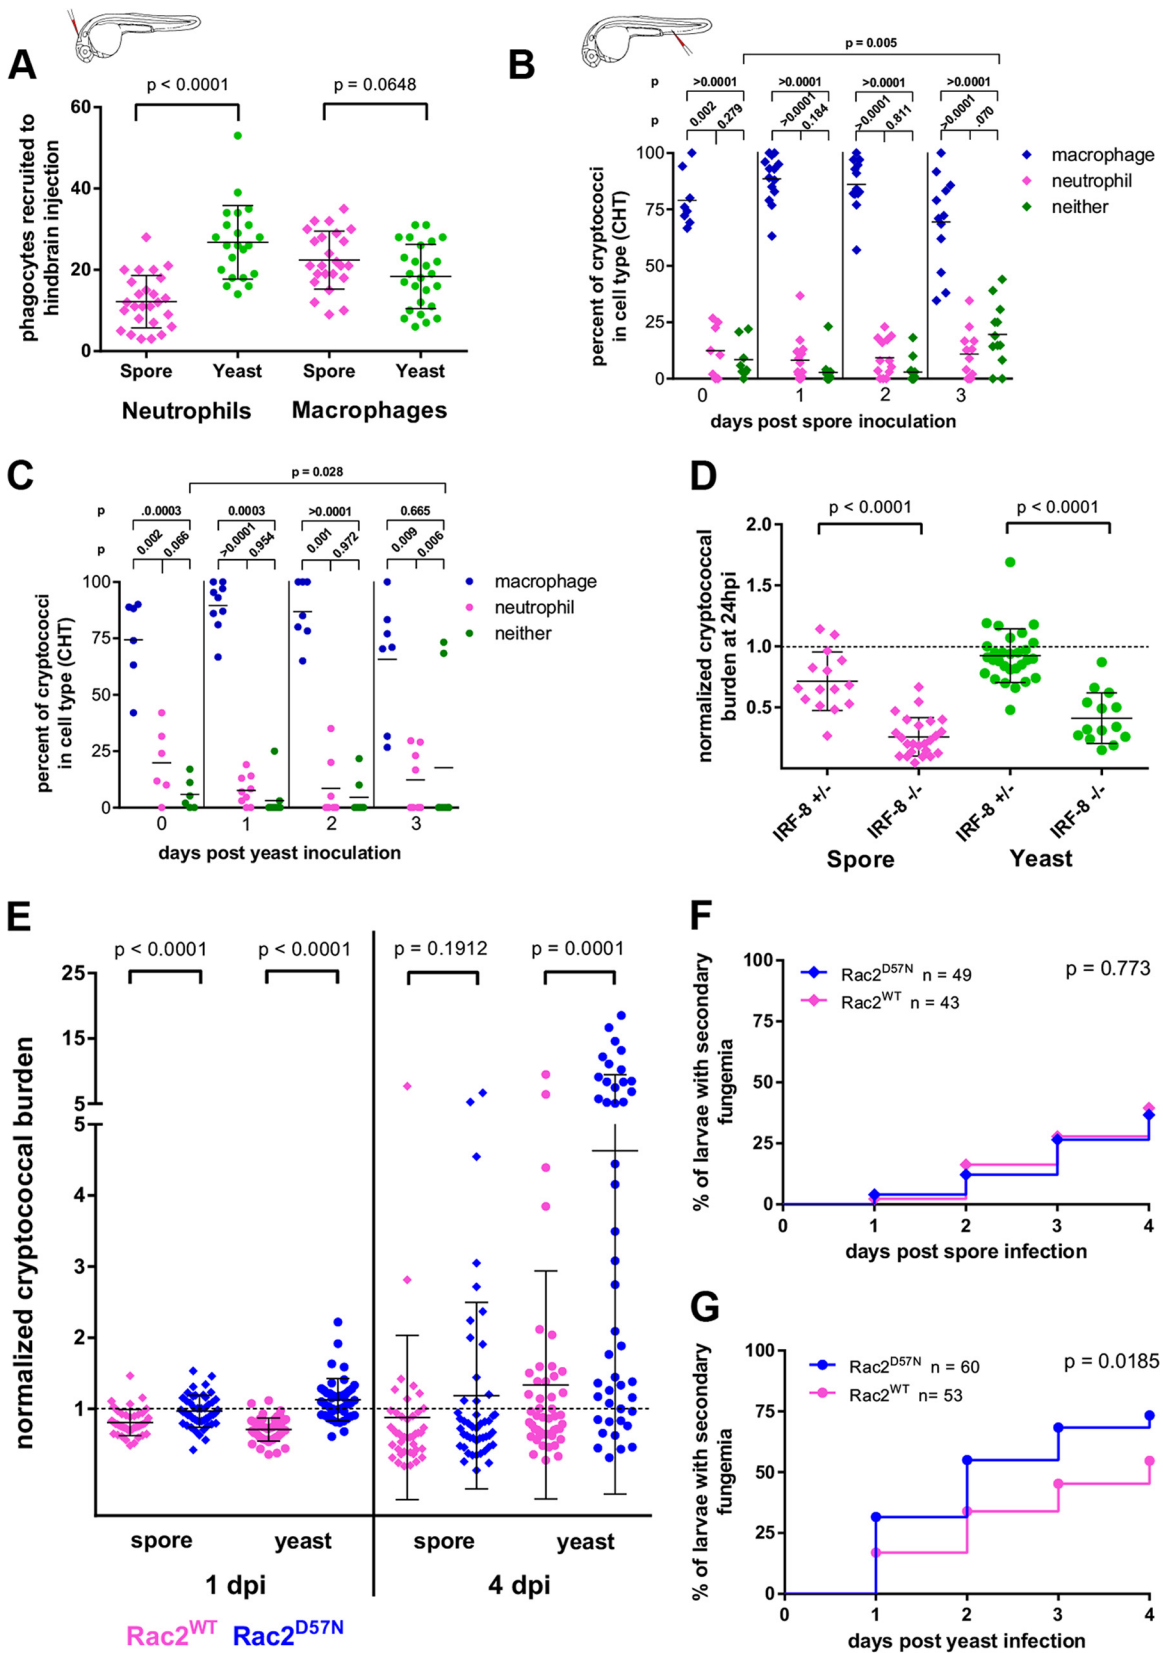 A
p < 0.0001
p = 0.0648
phagocytes recruited to
hindbrain injection
60
40
20
0
Spore
Yeast
Spore
Yeast
Neutrophils
Macrophages
B
p = 0.005
p
>0.0001
>0.0001
>0.0001
>0.0001
p
0.002
0.279
>0.0001
0.184
>0.0001
0.811
>0.0001
.070
percent of cryptococci
in cell type (CHT)
100
75
50
25
0
0
1
2
3
days post spore inoculation
macrophage
neutrophil
neither
C
p = 0.028
p
.0.0003
0.0003
>0.0001
0.665
p
0.002
0.066
>0.0001
0.954
0.001
0.972
0.009
0.006
percent of cryptococci
in cell type (CHT)
100
75
50
25
0
0
1
2
3
days post yeast inoculation
macrophage
neutrophil
neither
D
p < 0.0001
p < 0.0001
normalized cryptococcal
burden at 24hpi
2.0
1.5
1.0
0.5
IRF-8 +/-
IRF-8 -/-
IRF-8 +/-
IRF-8 -/-
Spore
Yeast
E
p < 0.0001
p < 0.0001
p = 0.1912
p = 0.0001
normalized cryptococcal burden
25
15
5
5
4
3
2
1
spore
yeast
spore
yeast
1 dpi
4 dpi
Rac2WT
Rac2D57N
F
Rac2D57N n = 49
Rac2WT n = 43
p = 0.773
% of larvae with secondary
fungemia
100
75
50
25
0
0
1
2
3
4
days post spore infection
G
Rac2D57N n = 60
Rac2WT n= 53
p = 0.0185
% of larvae with secondary
fungemia
100
75
50
25
0
0
1
2
3
4
days post yeast infection